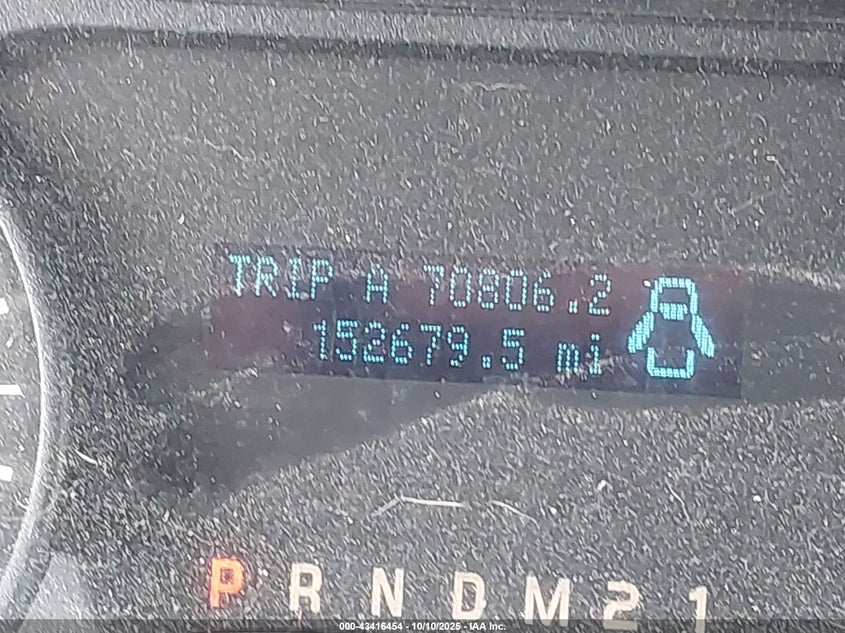 TRIP A 70806.2
152679.5 mi
P R N D M 2 1
000-43416454 - 10/10/2025 - IAA Inc.